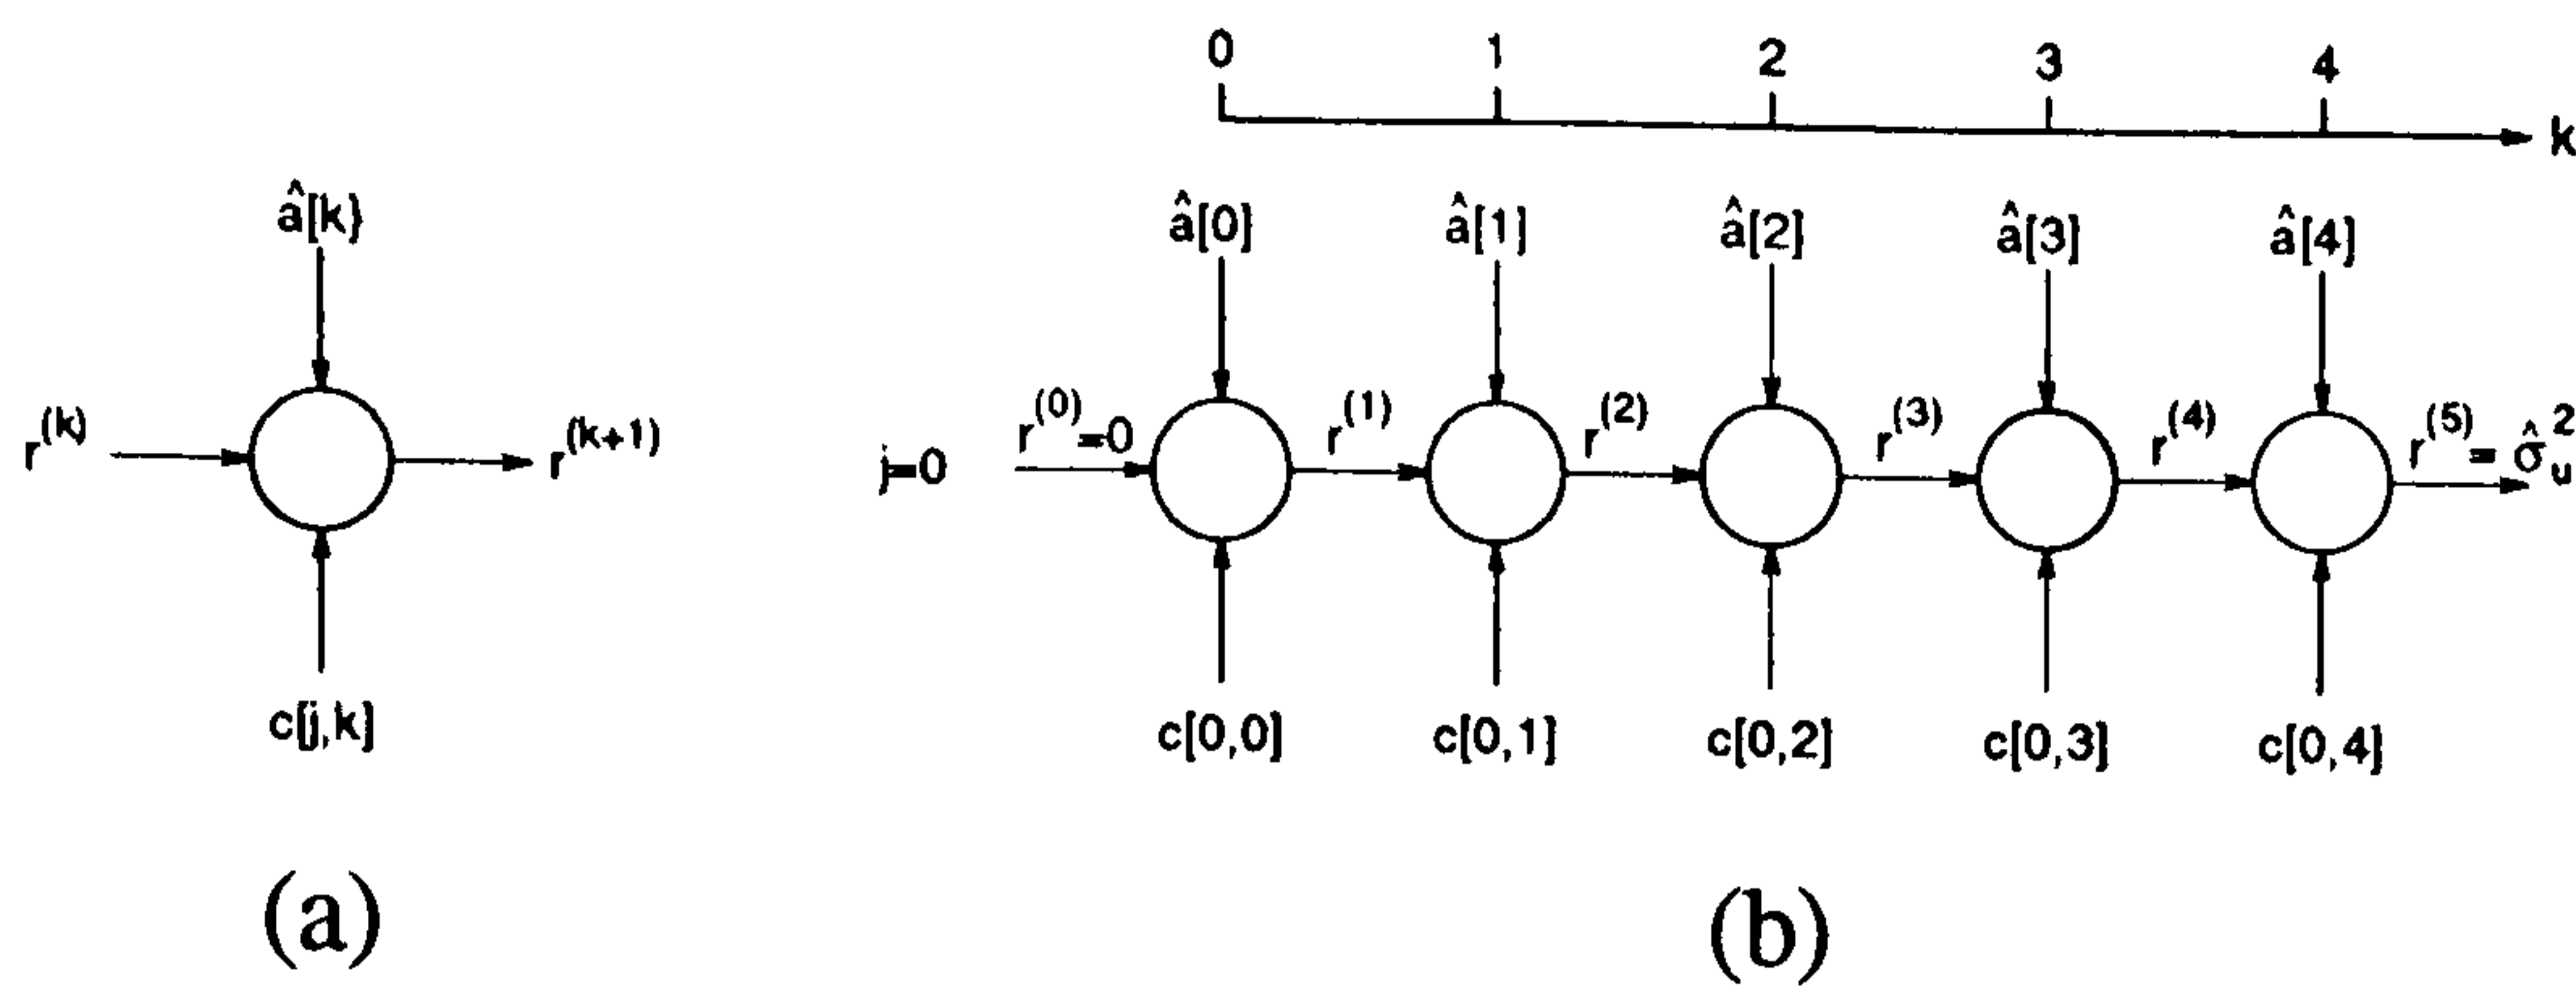 0 1 2 3 4
k
â[k}
r^(k) r^(k+1)
c[j,k]
(a)
â[0] â[1] â[2] â[3] â[4]
j=0 r^(0)=0 r^(1) r^(2) r^(3) r^(4) r^(5)= σ̂_u^2
c[0,0] c[0,1] c[0,2] c[0,3] c[0,4]
(b)